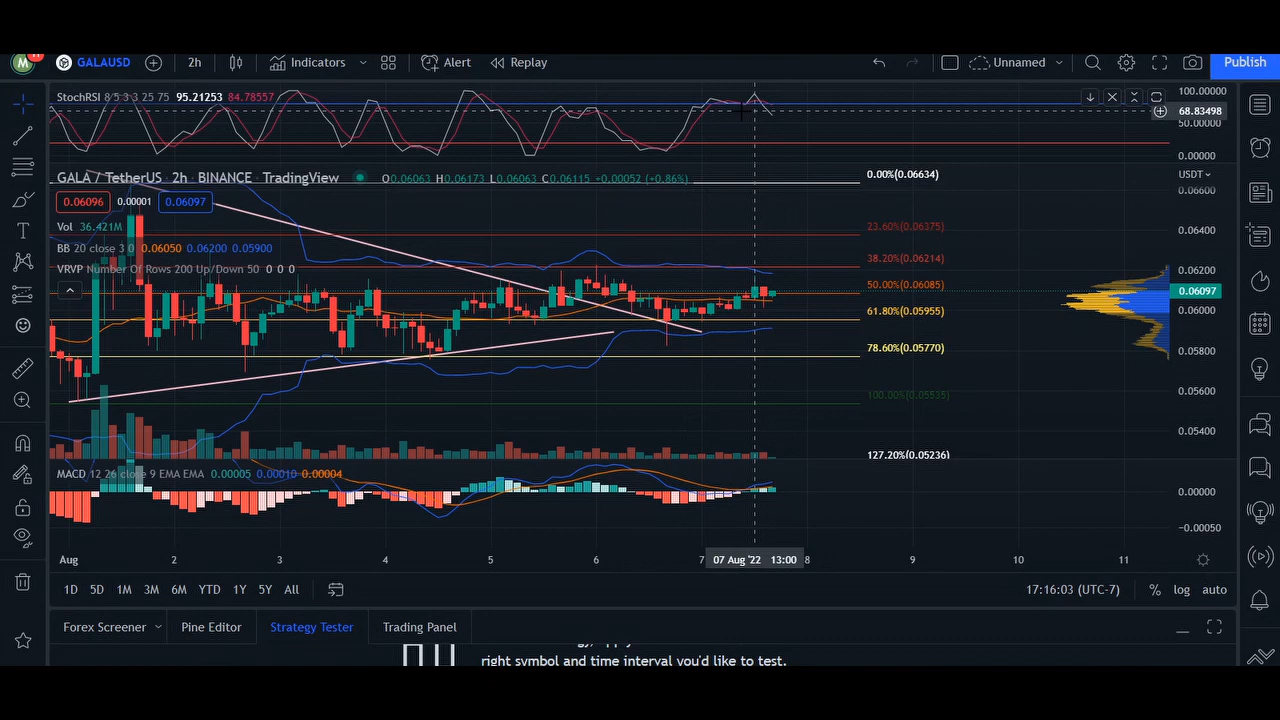 M 11 GALAUSD 2h Indicators Alert Replay Unnamed Publish
StochRSI 8 5 3 3 25 75 95.21253 84.78557
100.00000
68.83498
50.00000
0.00000
GALA / TetherUS · 2h · BINANCE · TradingView O0.06063 H0.06173 L0.06063 C0.06115 +0.00052 (+0.86%)
0.00%(0.06634)
USDT
0.06600
0.06096 0.00001 0.06097
Vol 36.421M
23.60%(0.06375)
0.06400
BB 20 close 3 0 0.06050 0.06200 0.05900
38.20%(0.06214)
VRVP Number Of Rows 200 Up/Down 50 0 0 0
0.06200
50.00%(0.06085)
0.06097
61.80%(0.05955)
0.06000
78.60%(0.05770)
0.05800
100.00%(0.05535)
0.05600
0.05400
127.20%(0.05236)
MACD 12 26 close 9 EMA EMA 0.00005 0.00010 0.00004
0.00000
−0.00050
Aug 2 3 4 5 6 7 07 Aug '22 13:00 8 9 10 11
1D 5D 1M 3M 6M YTD 1Y 5Y All 17:16:03 (UTC-7) % log auto
Forex Screener Pine Editor Strategy Tester Trading Panel
right symbol and time interval you'd like to test.